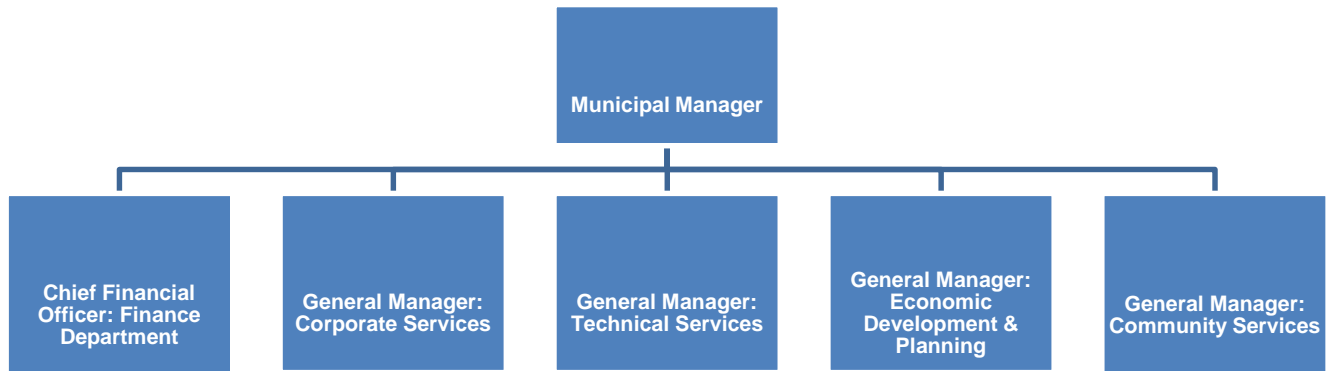 Municipal Manager
Chief Financial
Officer: Finance
Department
General Manager:
Corporate Services
General Manager:
Technical Services
General Manager:
Economic
Development &
Planning
General Manager:
Community Services